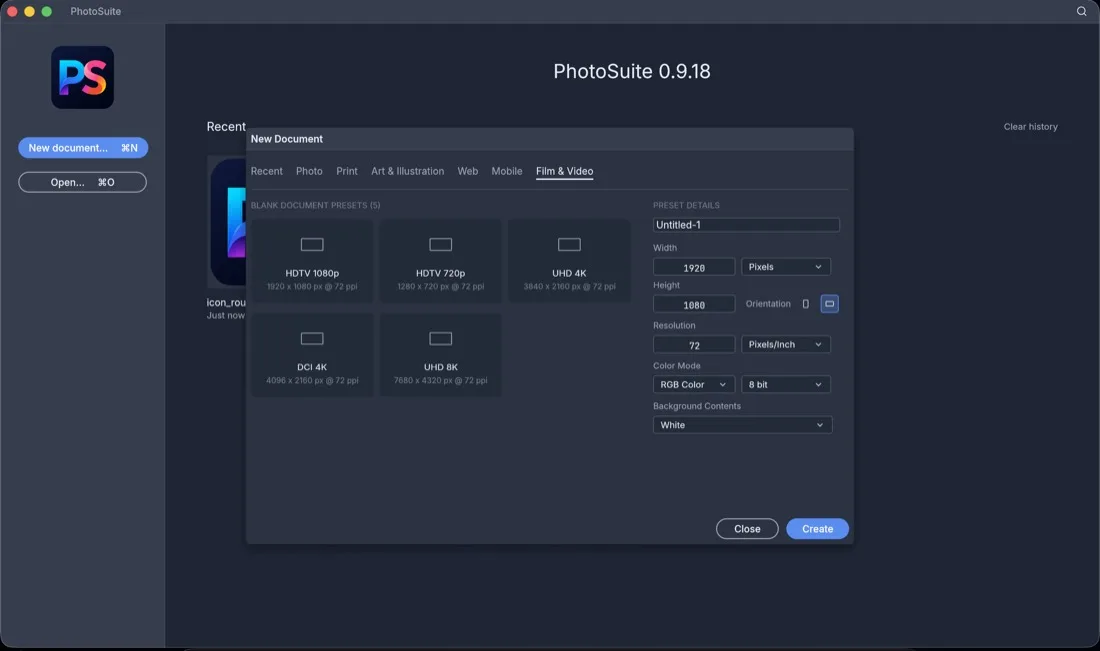 PhotoSuite
PS
New document... ⌘N
Open... ⌘O
PhotoSuite 0.9.18
Recent
Clear history
icon_rou
Just now
New Document
Recent Photo Print Art & Illustration Web Mobile Film & Video
BLANK DOCUMENT PRESETS (5)
HDTV 1080p
1920 x 1080 px @ 72 ppi
HDTV 720p
1280 x 720 px @ 72 ppi
UHD 4K
3840 x 2160 px @ 72 ppi
DCI 4K
4096 x 2160 px @ 72 ppi
UHD 8K
7680 x 4320 px @ 72 ppi
PRESET DETAILS
Untitled-1
Width
1920 Pixels
Height
1080 Orientation
Resolution
72 Pixels/Inch
Color Mode
RGB Color 8 bit
Background Contents
White
Close Create